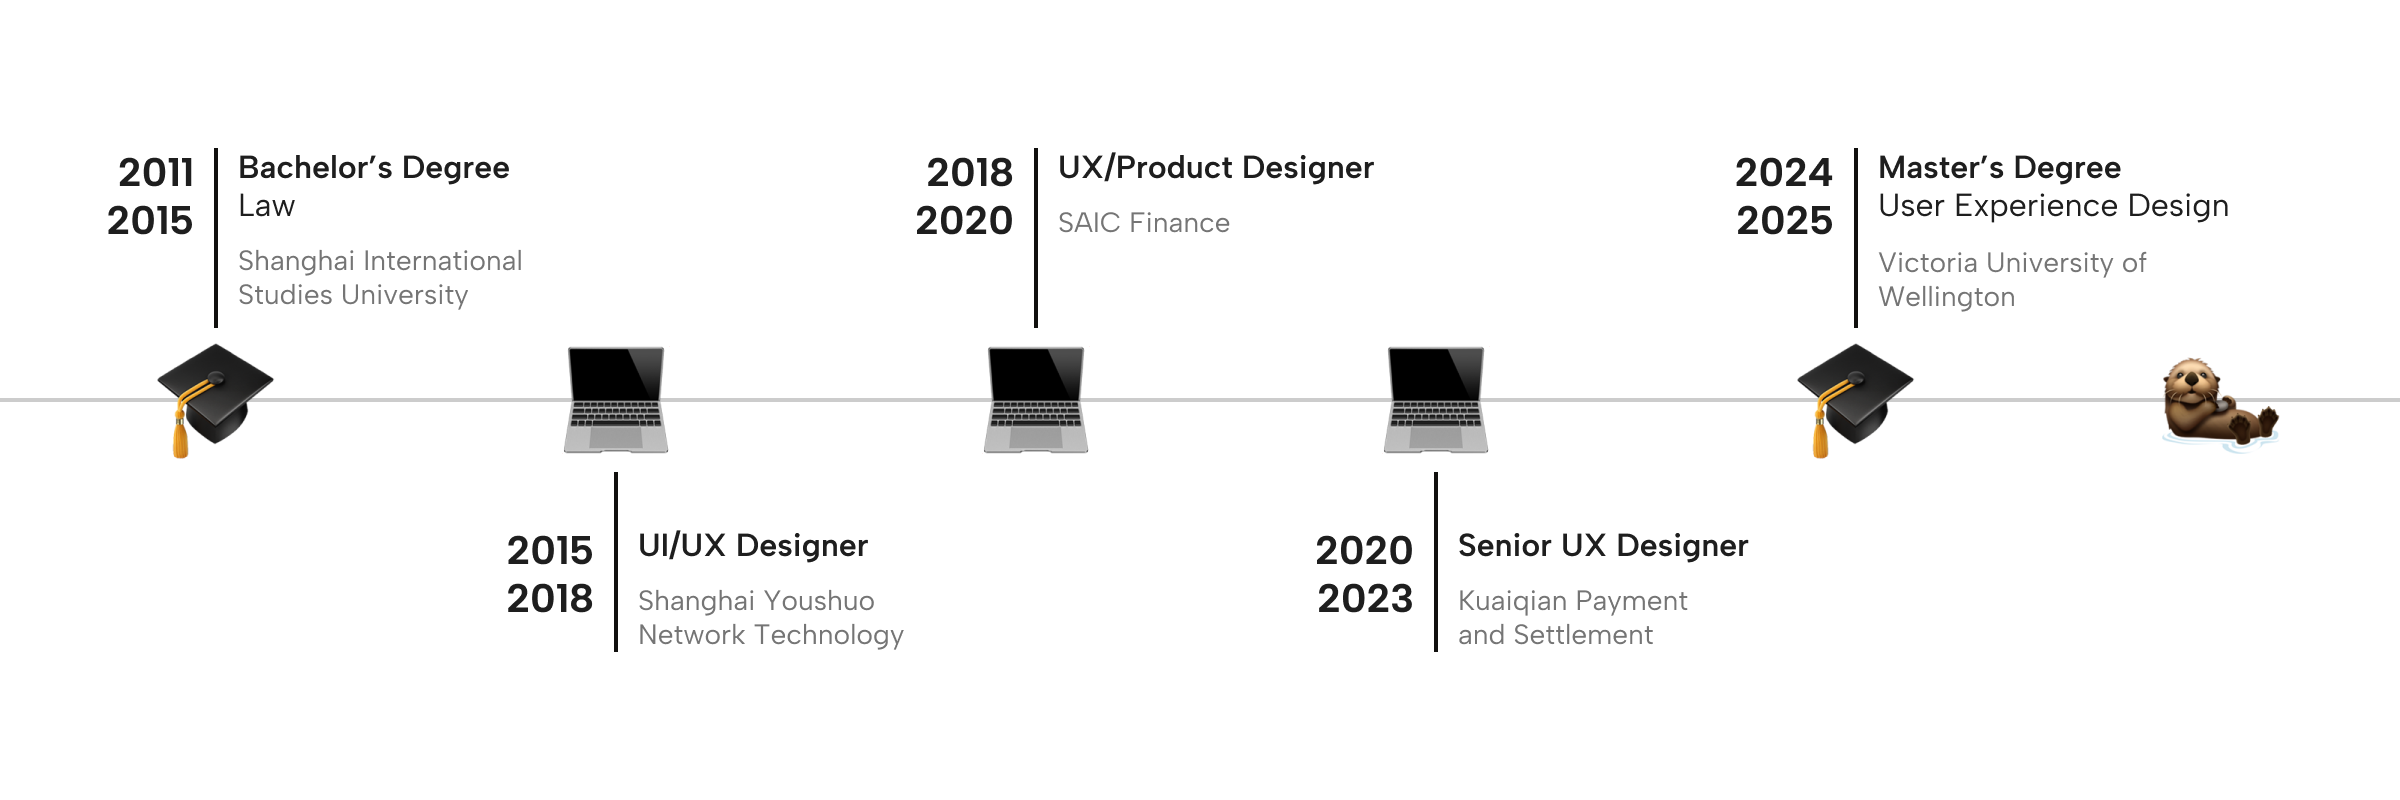 2011
2015
Bachelor’s Degree
Law
Shanghai International
Studies University
2015
2018
UI/UX Designer
Shanghai Youshuo
Network Technology
2018
2020
UX/Product Designer
SAIC Finance
2020
2023
Senior UX Designer
Kuaiqian Payment
and Settlement
2024
2025
Master’s Degree
User Experience Design
Victoria University of
Wellington